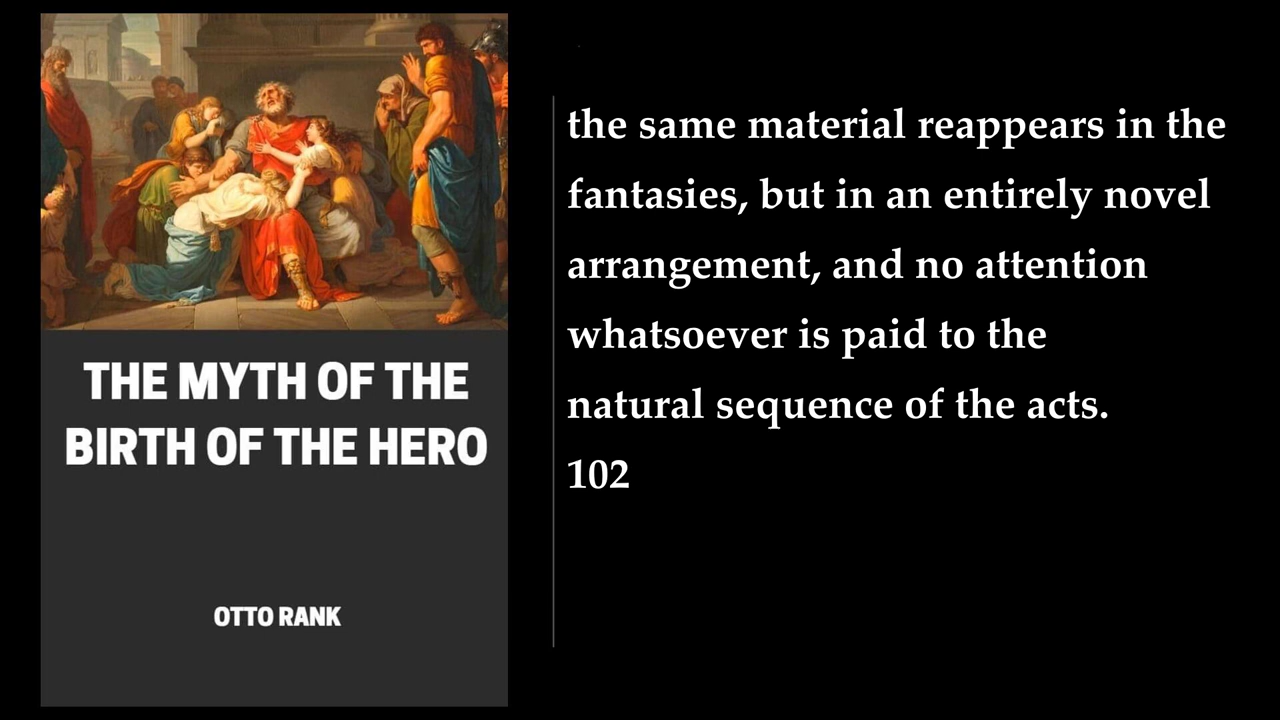 THE MYTH OF THE
BIRTH OF THE HERO
OTTO RANK
the same material reappears in the
fantasies, but in an entirely novel
arrangement, and no attention
whatsoever is paid to the
natural sequence of the acts.
102